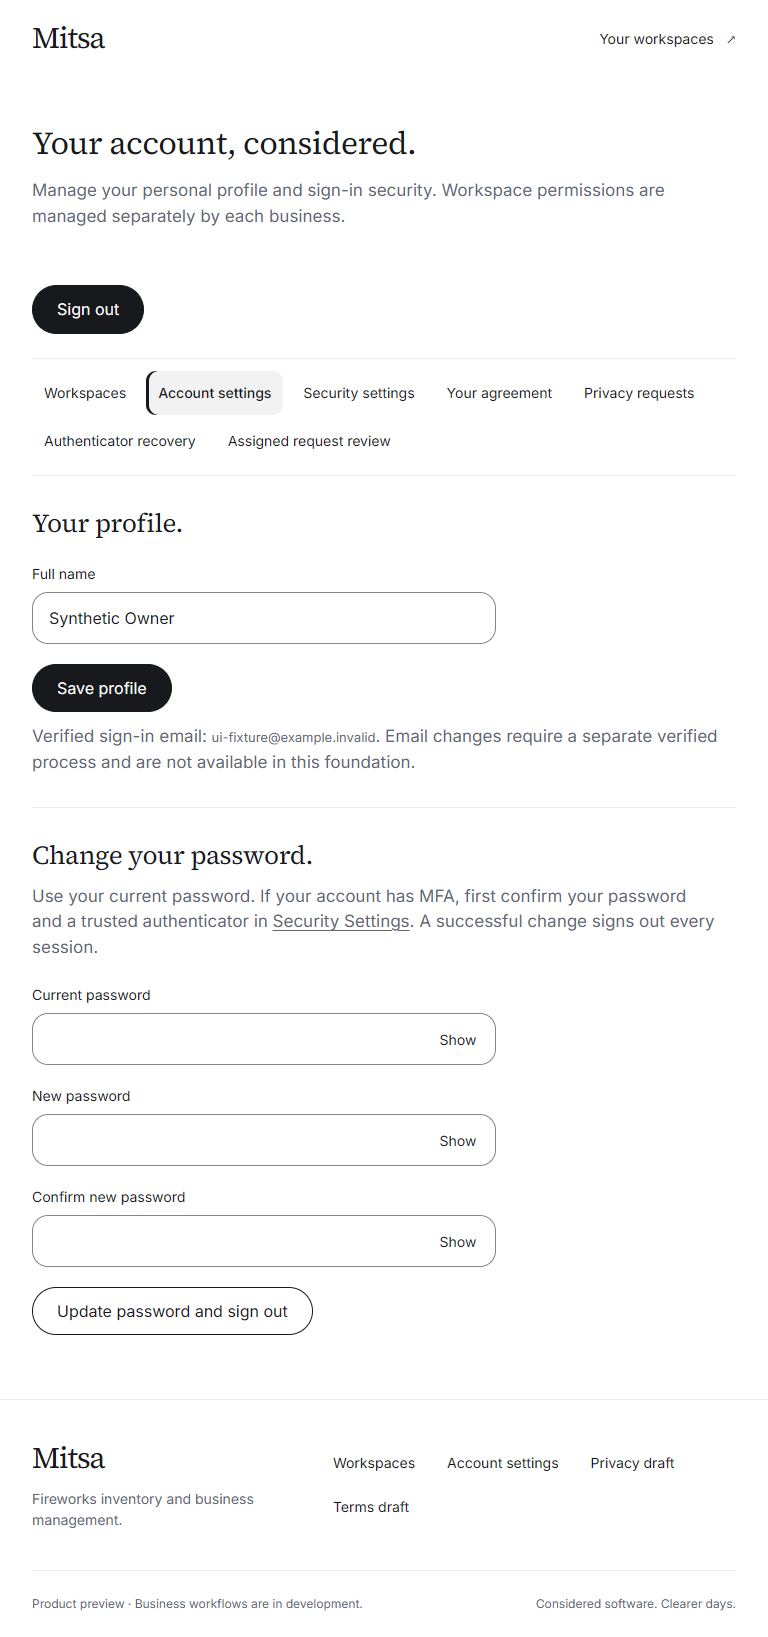 Mitsa
Your workspaces ↗
Your account, considered.
Manage your personal profile and sign-in security. Workspace permissions are
managed separately by each business.
Sign out
Workspaces
Account settings
Security settings
Your agreement
Privacy requests
Authenticator recovery
Assigned request review
Your profile.
Full name
Synthetic Owner
Save profile
Verified sign-in email: ui-fixture@example.invalid. Email changes require a separate verified
process and are not available in this foundation.
Change your password.
Use your current password. If your account has MFA, first confirm your password
and a trusted authenticator in Security Settings. A successful change signs out every
session.
Current password
Show
New password
Show
Confirm new password
Show
Update password and sign out
Mitsa
Fireworks inventory and business
management.
Workspaces
Account settings
Privacy draft
Terms draft
Product preview · Business workflows are in development.
Considered software. Clearer days.